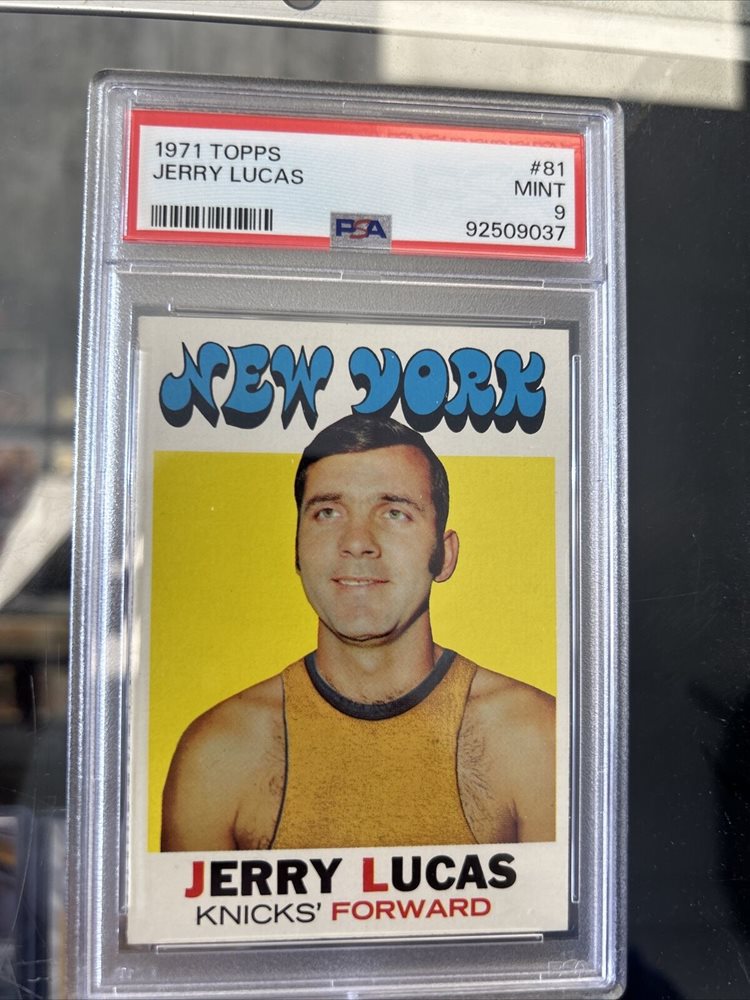 1971 TOPPS
#81
JERRY LUCAS
MINT
9
PSA
92509037
NEW YORK
JERRY LUCAS
KNICKS' FORWARD